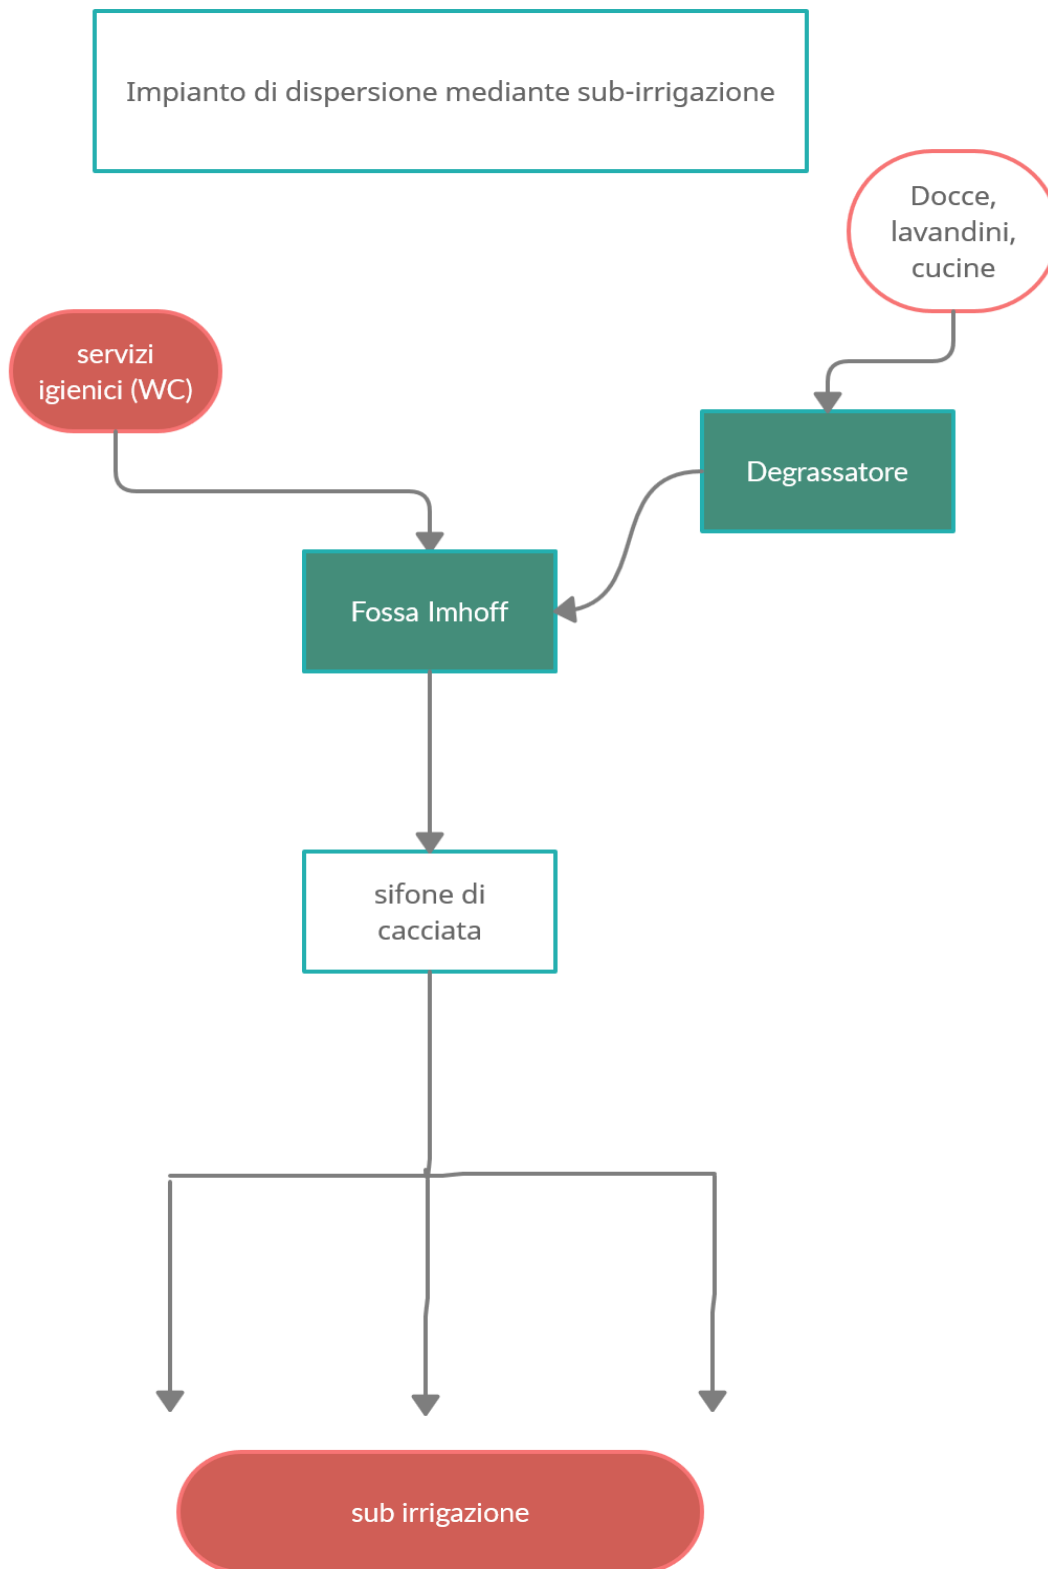 Impianto di dispersione mediante sub-irrigazione
Docce,
lavandini,
cucine
servizi
igienici (WC)
Degrassatore
Fossa Imhoff
sifone di
cacciata
sub irrigazione